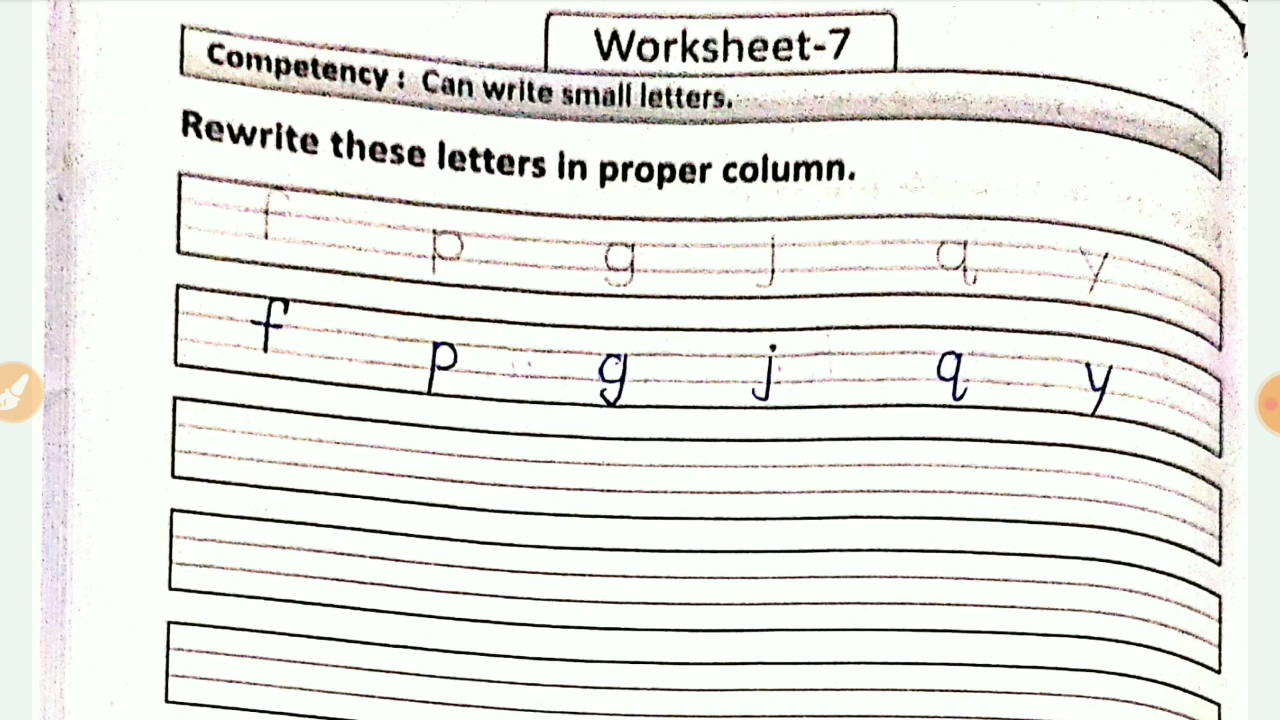 Worksheet-7
Competency : Can write small letters.
Rewrite these letters in proper column.
f p g j q y
f p g j q y